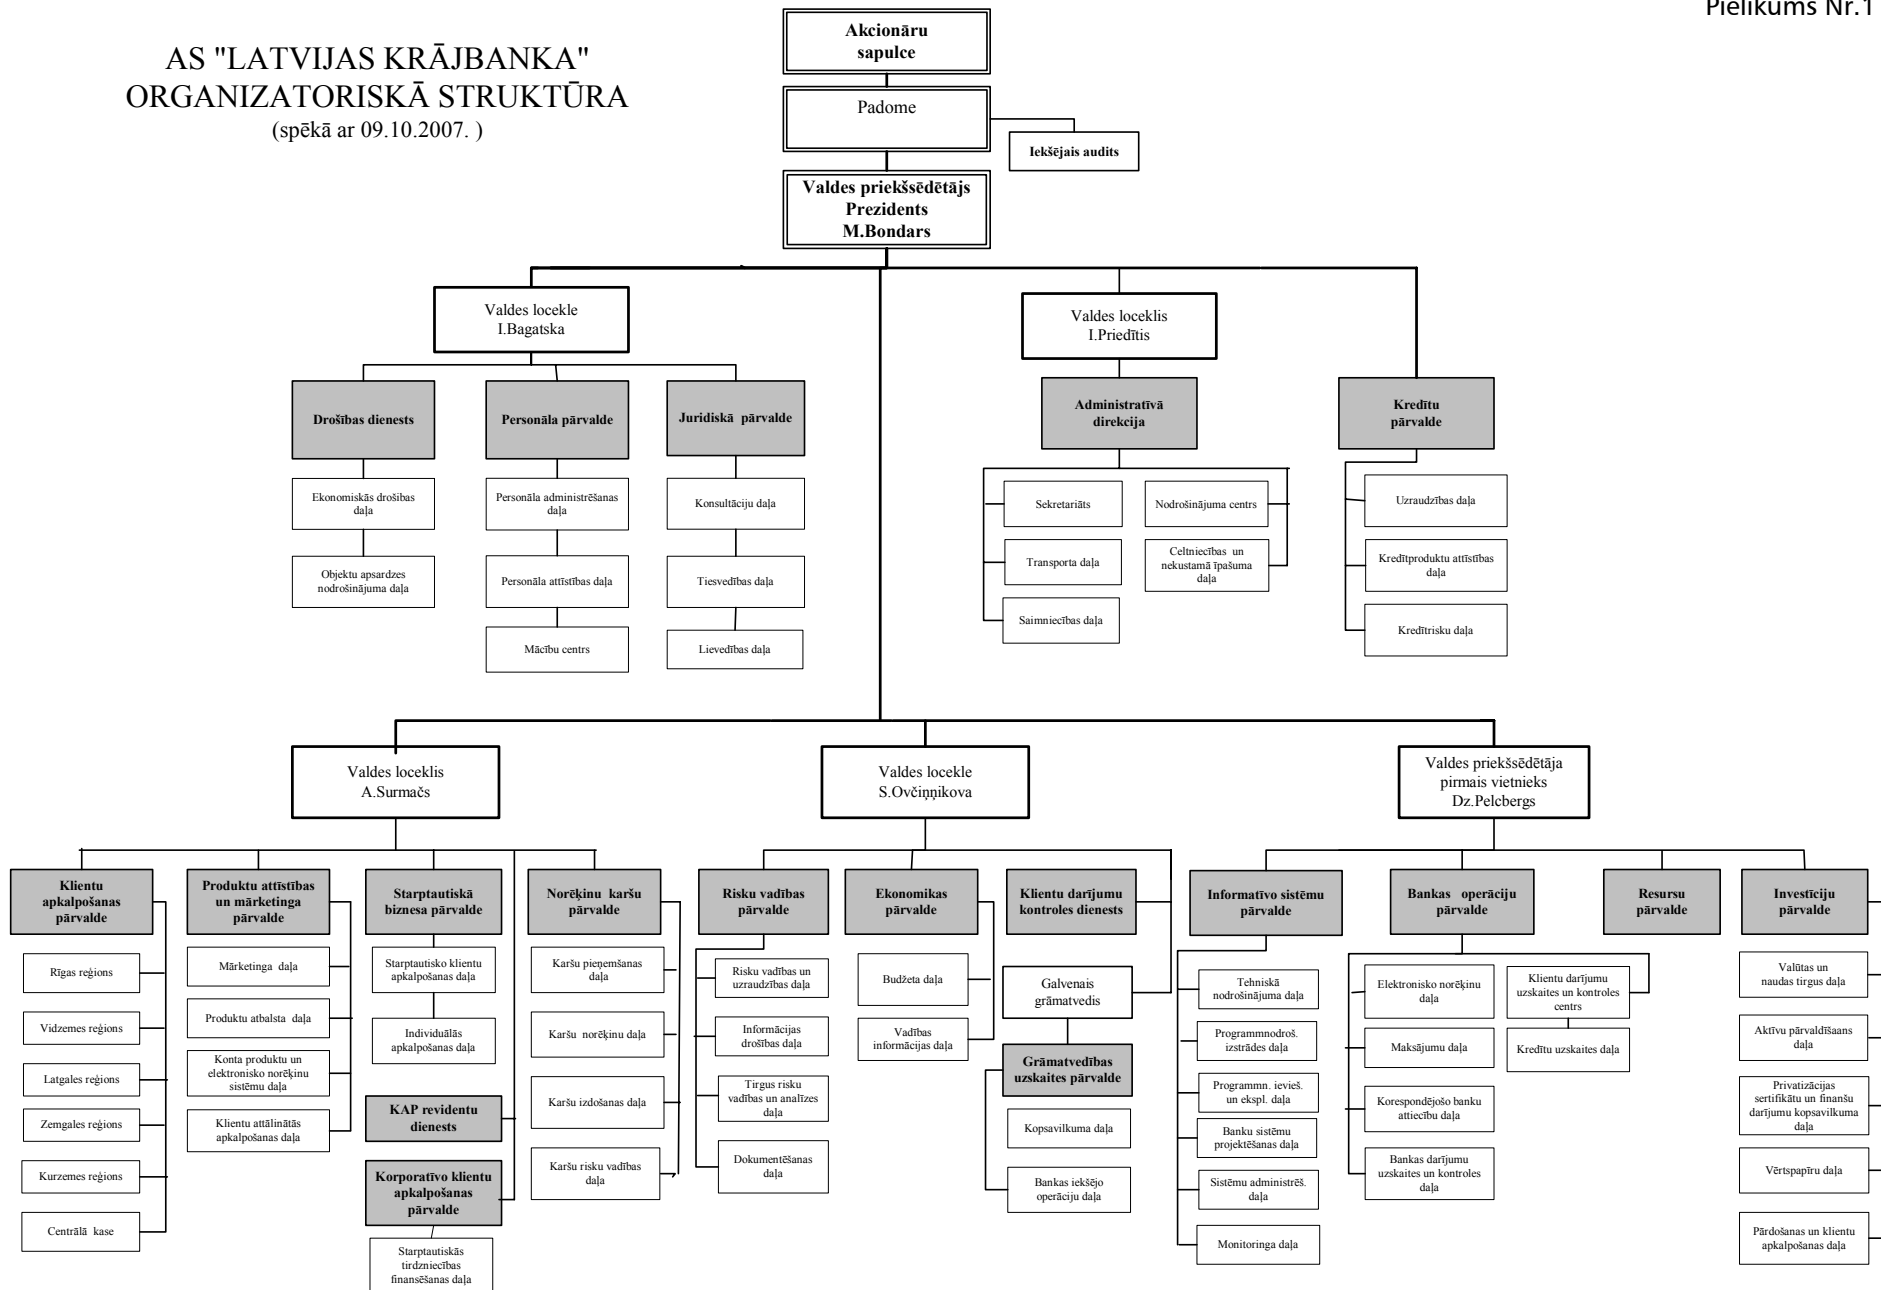 Pielikums Nr.1
AS "LATVIJAS KRĀJBANKA"
ORGANIZATORISKĀ STRUKTŪRA
(spēkā ar 09.10.2007. )
Akcionāru
sapulce
Padome
Iekšējais audits
Valdes priekšsēdētājs
Prezidents
M.Bondars
Valdes locekle
I.Bagatska
Valdes loceklis
I.Priedītis
Drošības dienests
Personāla pārvalde
Juridiskā pārvalde
Administratīvā
direkcija
Kredītu
pārvalde
Ekonomiskās drošības
daļa
Objektu apsardzes
nodrošinājuma daļa
Personāla administrēšanas
daļa
Personāla attīstības daļa
Mācību centrs
Konsultāciju daļa
Tiesvedības daļa
Lievedības daļa
Sekretariāts
Transporta daļa
Saimniecības daļa
Nodrošinājuma centrs
Celtniecības un
nekustamā īpašuma
daļa
Uzraudzības daļa
Kredītproduktu attīstības
daļa
Kredītrisku daļa
Valdes loceklis
A.Surmačs
Valdes locekle
S.Ovčiņņikova
Valdes priekšsēdētāja
pirmais vietnieks
Dz.Pelcbergs
Klientu
apkalpošanas
pārvalde
Rīgas reģions
Vidzemes reģions
Latgales reģions
Zemgales reģions
Kurzemes reģions
Centrālā kase
Produktu attīstības
un mārketinga
pārvalde
Mārketinga daļa
Produktu atbalsta daļa
Konta produktu un
elektronisko norēķinu
sistēmu daļa
Klientu attālinātās
apkalpošanas daļa
Starptautiskā
biznesa pārvalde
Starptautisko klientu
apkalpošanas daļa
Individuālās
apkalpošanas daļa
KAP revidentu
dienests
Korporatīvo klientu
apkalpošanas
pārvalde
Starptautiskās
tirdzniecības
finansēšanas daļa
Norēķinu karšu
pārvalde
Karšu pieņemšanas
daļa
Karšu norēķinu daļa
Karšu izdošanas daļa
Karšu risku vadības
daļa
Risku vadības
pārvalde
Risku vadības un
uzraudzības daļa
Informācijas
drošības daļa
Tirgus risku
vadības un analīzes
daļa
Dokumentēšanas
daļa
Ekonomikas
pārvalde
Budžeta daļa
Vadības
informācijas daļa
Klientu darījumu
kontroles dienests
Galvenais
grāmatvedis
Grāmatvedības
uzskaites pārvalde
Kopsavilkuma daļa
Bankas iekšējo
operāciju daļa
Informatīvo sistēmu
pārvalde
Tehniskā
nodrošinājuma daļa
Programmnodroš.
izstrādes daļa
Programmn. ievieš.
un ekspl. daļa
Banku sistēmu
projektēšanas daļa
Sistēmu administrēš.
daļa
Monitoringa daļa
Bankas operāciju
pārvalde
Elektronisko norēķinu
daļa
Maksājumu daļa
Korespondējošo banku
attiecību daļa
Bankas darījumu
uzskaites un kontroles
daļa
Klientu darījumu
uzskaites un kontroles
centrs
Kredītu uzskaites daļa
Resursu
pārvalde
Investīciju
pārvalde
Valūtas un
naudas tirgus daļa
Aktīvu pārvaldīšaans
daļa
Privatizācijas
sertifikātu un finanšu
darījumu kopsavilkuma
daļa
Vērtspapīru daļa
Pārdošanas un klientu
apkalpošanas daļa